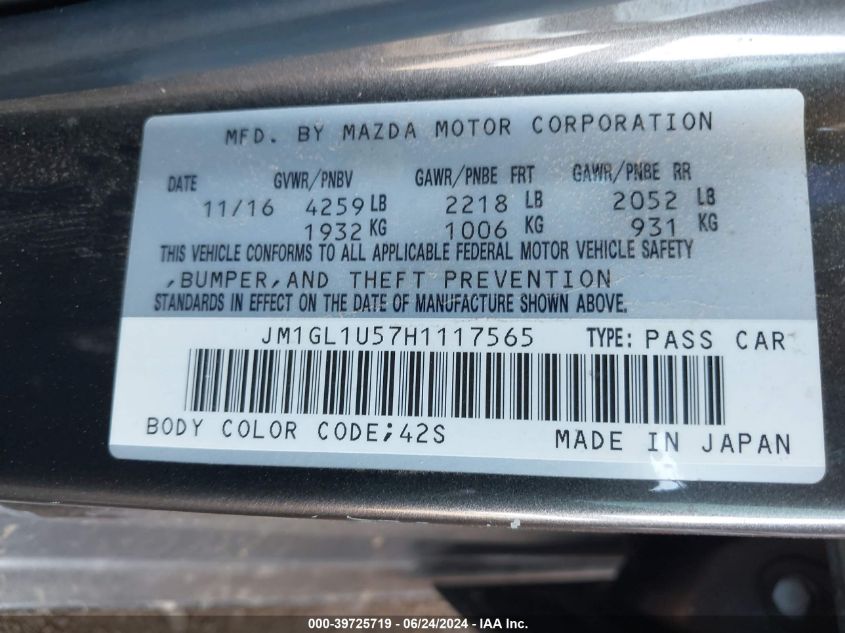 MFD. BY MAZDA MOTOR CORPORATION
DATE GVWR/PNBV GAWR/PNBE FRT GAWR/PNBE RR
11/16 4259 LB 2218 LB 2052 LB
1932 KG 1006 KG 931 KG
THIS VEHICLE CONFORMS TO ALL APPLICABLE FEDERAL MOTOR VEHICLE SAFETY
,BUMPER,AND THEFT PREVENTION
STANDARDS IN EFFECT ON THE DATE OF MANUFACTURE SHOWN ABOVE.
JM1GL1U57H1117565 TYPE: PASS CAR
BODY COLOR CODE;42S MADE IN JAPAN
000-39725719 - 06/24/2024 - IAA Inc.